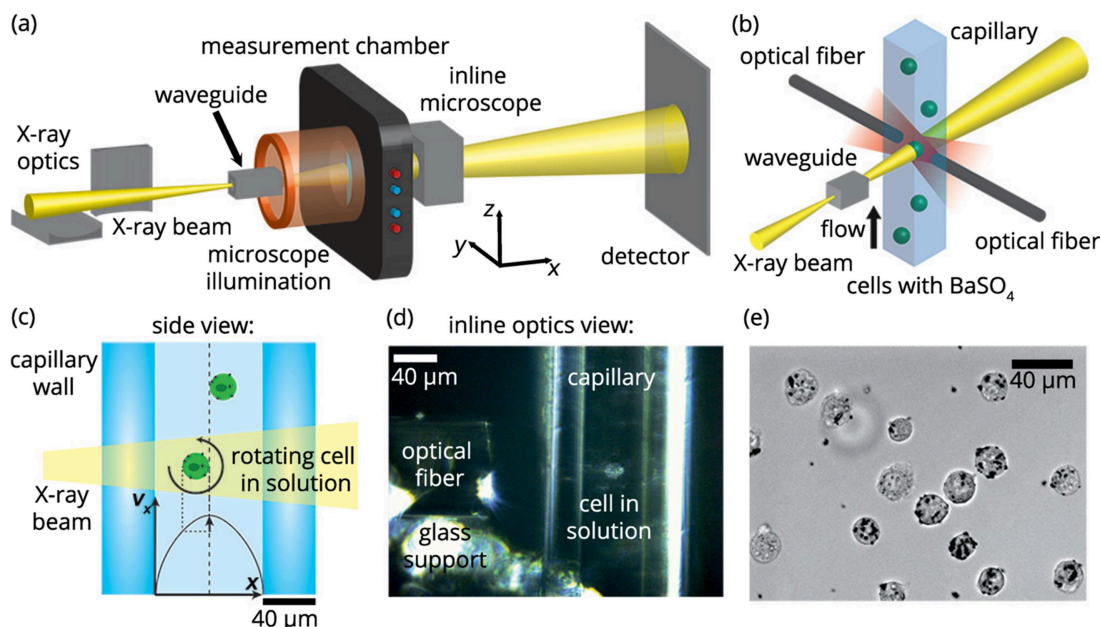 (a)
measurement chamber
waveguide
inline
microscope
X-ray
optics
X-ray beam
microscope
illumination
z
y
x
detector
(b)
capillary
optical fiber
waveguide
flow
X-ray beam
optical fiber
cells with BaSO4
(c)
side view:
capillary
wall
rotating cell
in solution
X-ray
beam
vx
x
40 µm
(d)
inline optics view:
40 µm
capillary
optical
fiber
cell in
solution
glass
support
(e)
40 µm